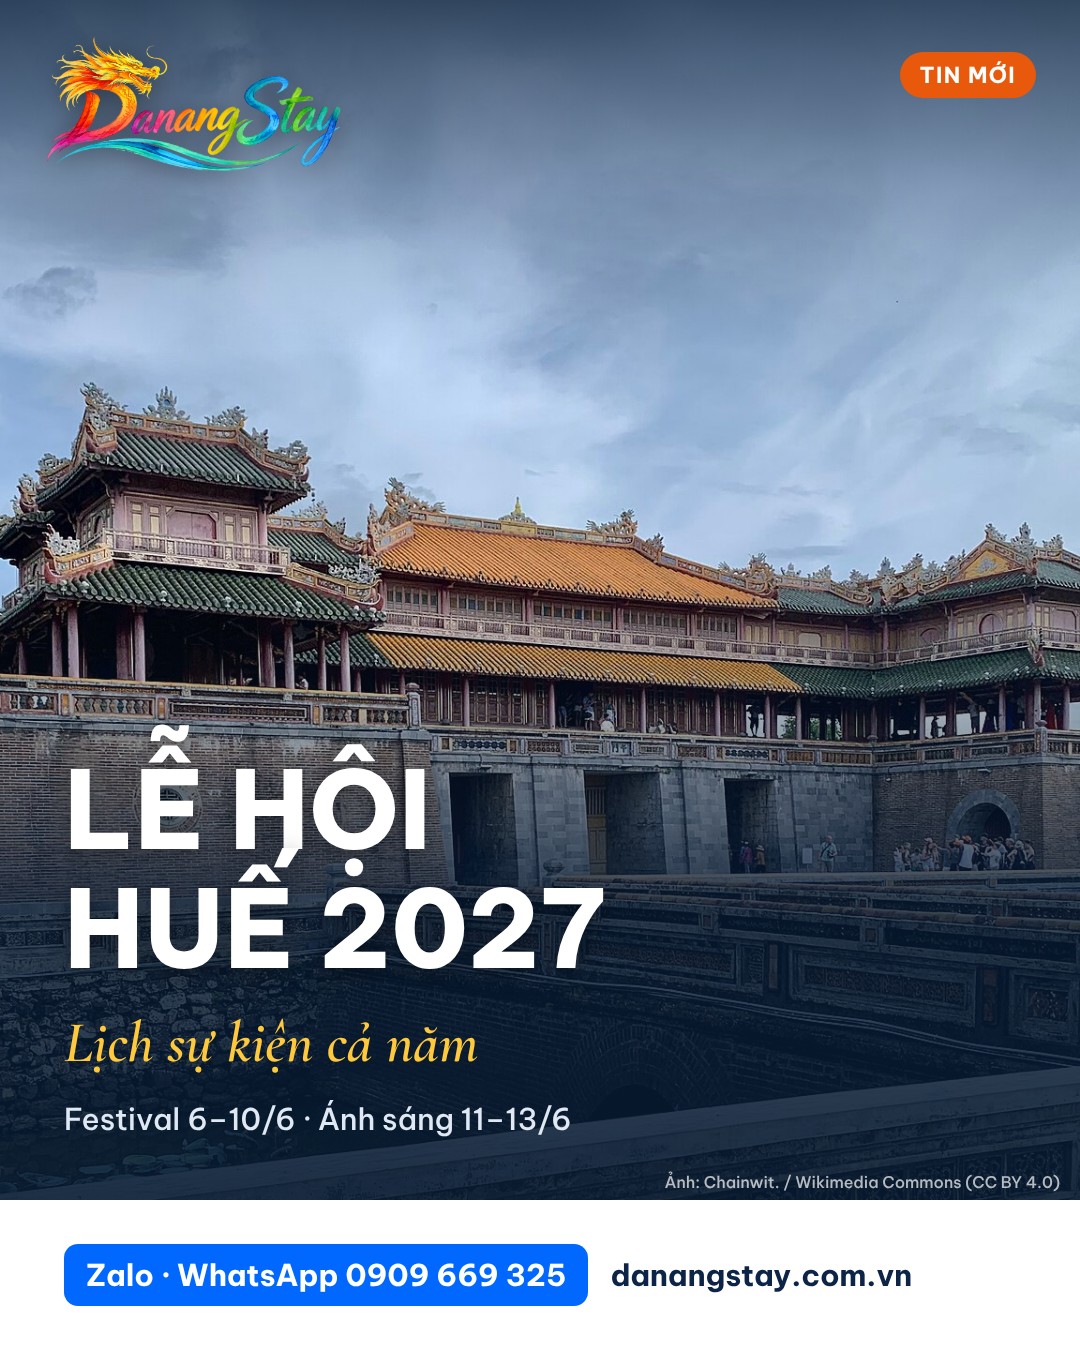 DanangStay
TIN MỚI
LỄ HỘI
HUẾ 2027
Lịch sự kiện cả năm
Festival 6–10/6 · Ánh sáng 11–13/6
Ảnh: Chainwit. / Wikimedia Commons (CC BY 4.0)
Zalo · WhatsApp 0909 669 325
danangstay.com.vn